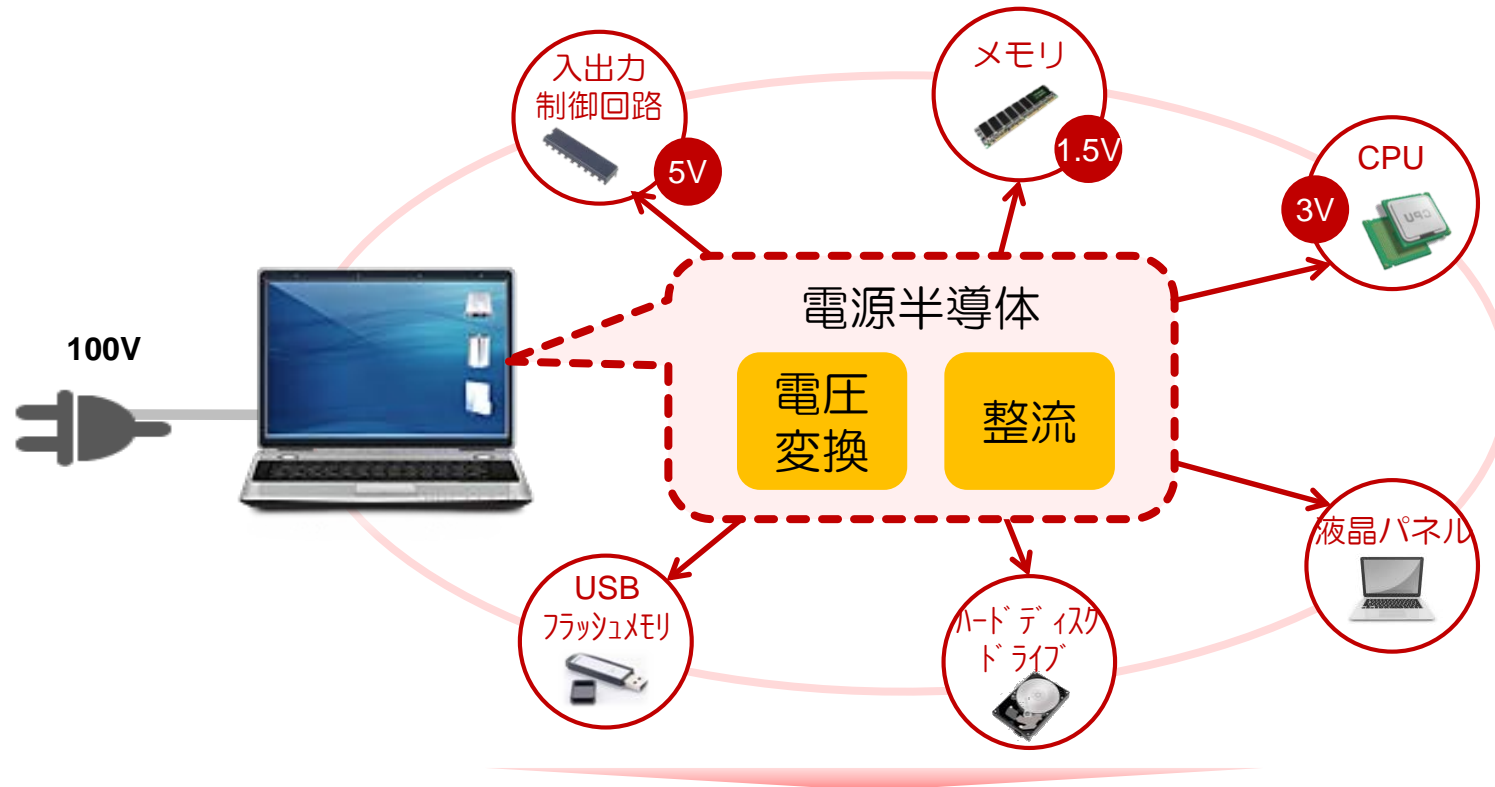 入出力
制御回路
5V
メモリ
1.5V
CPU
3V
100V
電源半導体
電圧
変換
整流
液晶パネル
USB
ﾌﾗｯｼｭﾒﾓﾘ
ﾊｰﾄﾞﾃﾞｨｽｸ
ﾄﾞﾗｲﾌﾞ
CPU